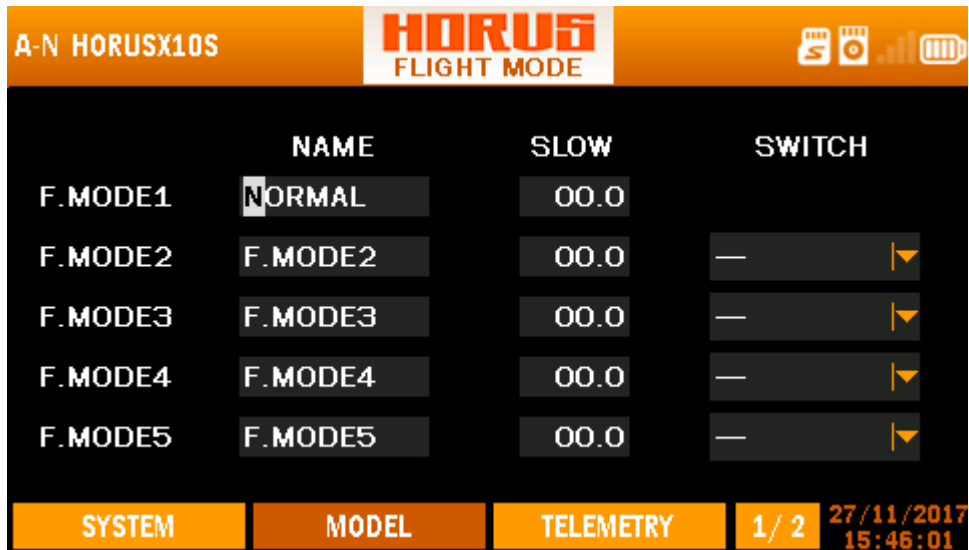 A-N HORUSX10S
HORUS
FLIGHT MODE
NAME SLOW SWITCH
F.MODE1 NORMAL 00.0
F.MODE2 F.MODE2 00.0 —
F.MODE3 F.MODE3 00.0 —
F.MODE4 F.MODE4 00.0 —
F.MODE5 F.MODE5 00.0 —
SYSTEM MODEL TELEMETRY 1/ 2 27/11/2017
15:46:01